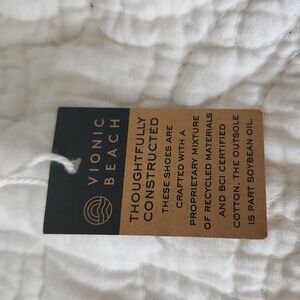 VIONIC
BEACH
THOUGHTFULLY
CONSTRUCTED
THESE SHOES ARE
CRAFTED WITH A
PROPRIETARY MIXTURE
OF RECYCLED MATERIALS
AND BCI CERTIFIED
COTTON. THE OUTSOLE
IS PART SOYBEAN OIL.